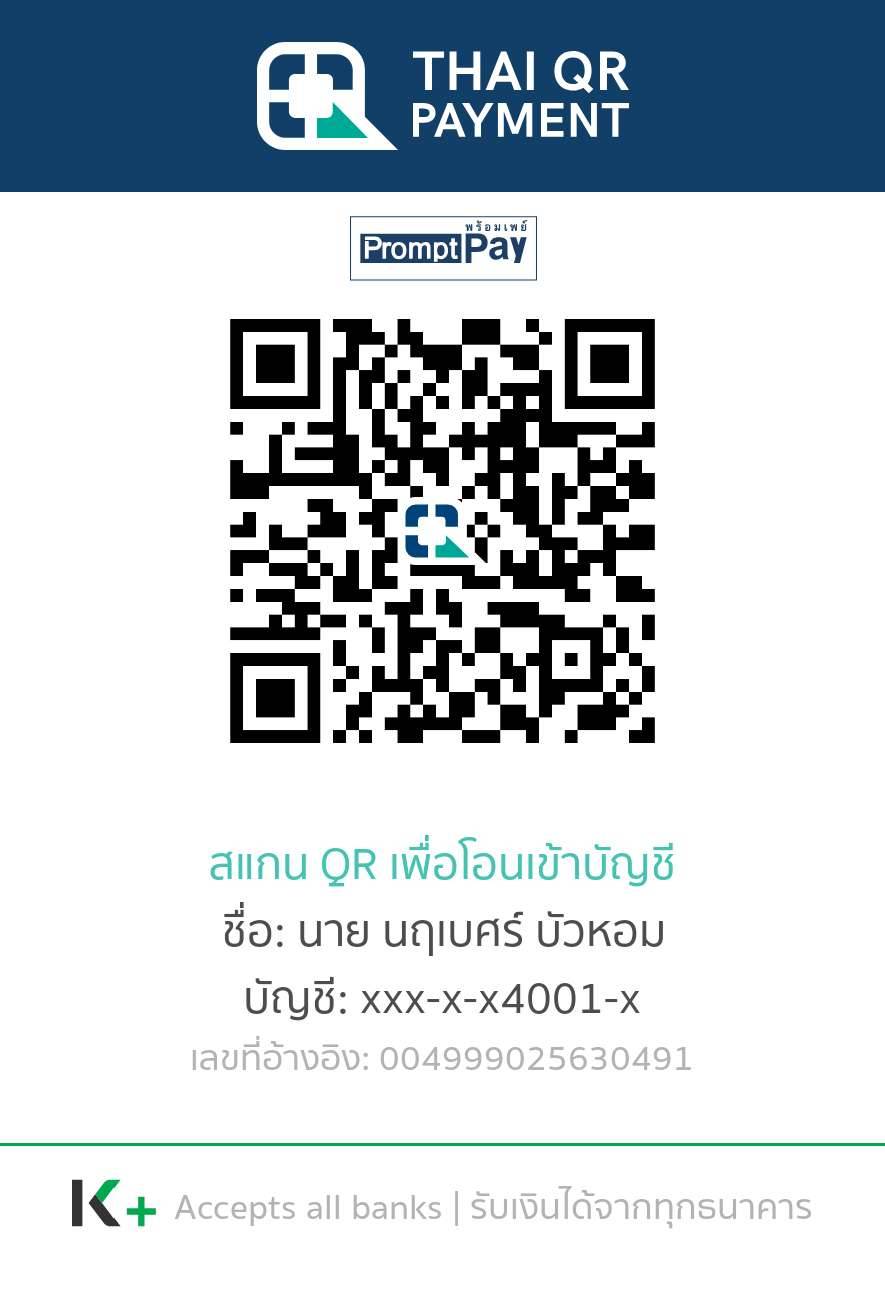 THAI QR
PAYMENT
พร้อมเพย์
PromptPay
สแกน QR เพื่อโอนเข้าบัญชี
ชื่อ: นาย นฤเบศร์ บัวหอม
บัญชี: xxx-x-x4001-x
เลขที่อ้างอิง: 004999025630491
K+ Accepts all banks | รับเงินได้จากทุกธนาคาร